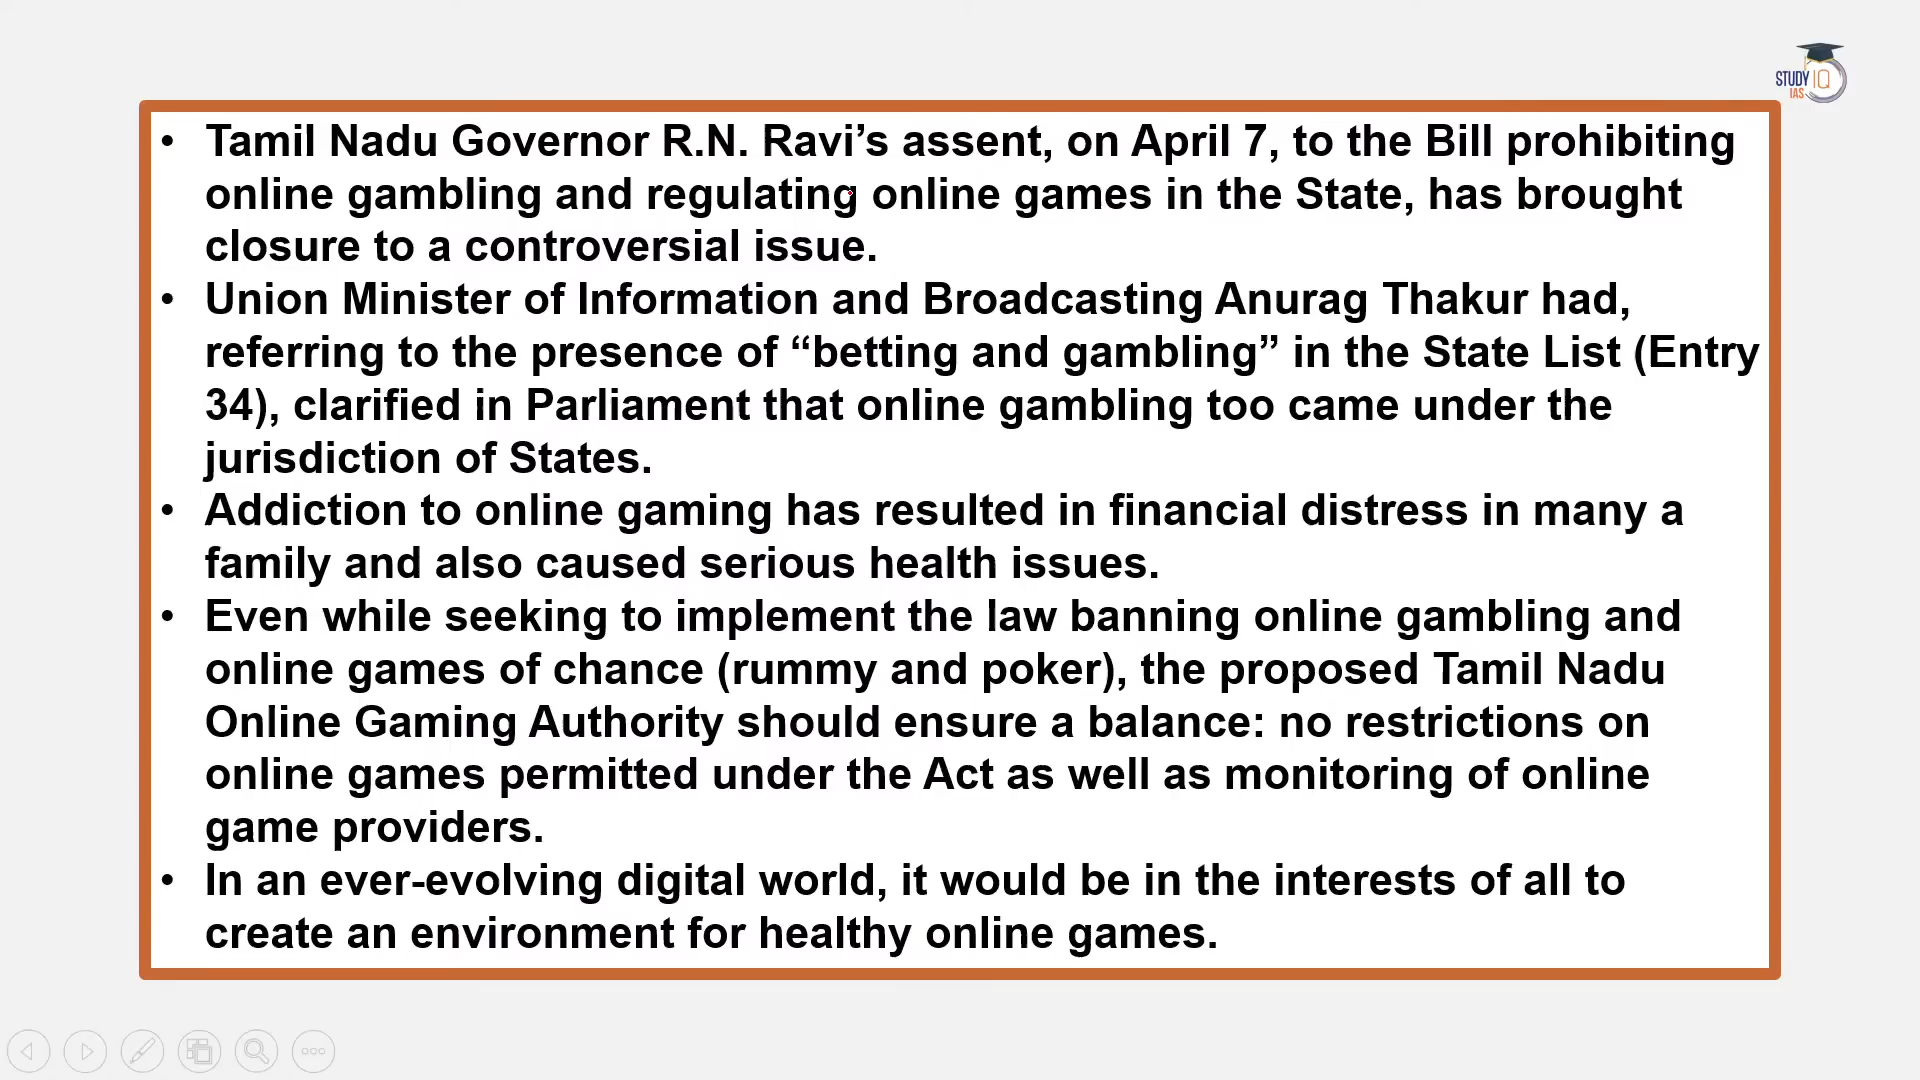 STUDY IQ
IAS
• Tamil Nadu Governor R.N. Ravi’s assent, on April 7, to the Bill prohibiting
online gambling and regulating online games in the State, has brought
closure to a controversial issue.
• Union Minister of Information and Broadcasting Anurag Thakur had,
referring to the presence of “betting and gambling” in the State List (Entry
34), clarified in Parliament that online gambling too came under the
jurisdiction of States.
• Addiction to online gaming has resulted in financial distress in many a
family and also caused serious health issues.
• Even while seeking to implement the law banning online gambling and
online games of chance (rummy and poker), the proposed Tamil Nadu
Online Gaming Authority should ensure a balance: no restrictions on
online games permitted under the Act as well as monitoring of online
game providers.
• In an ever-evolving digital world, it would be in the interests of all to
create an environment for healthy online games.